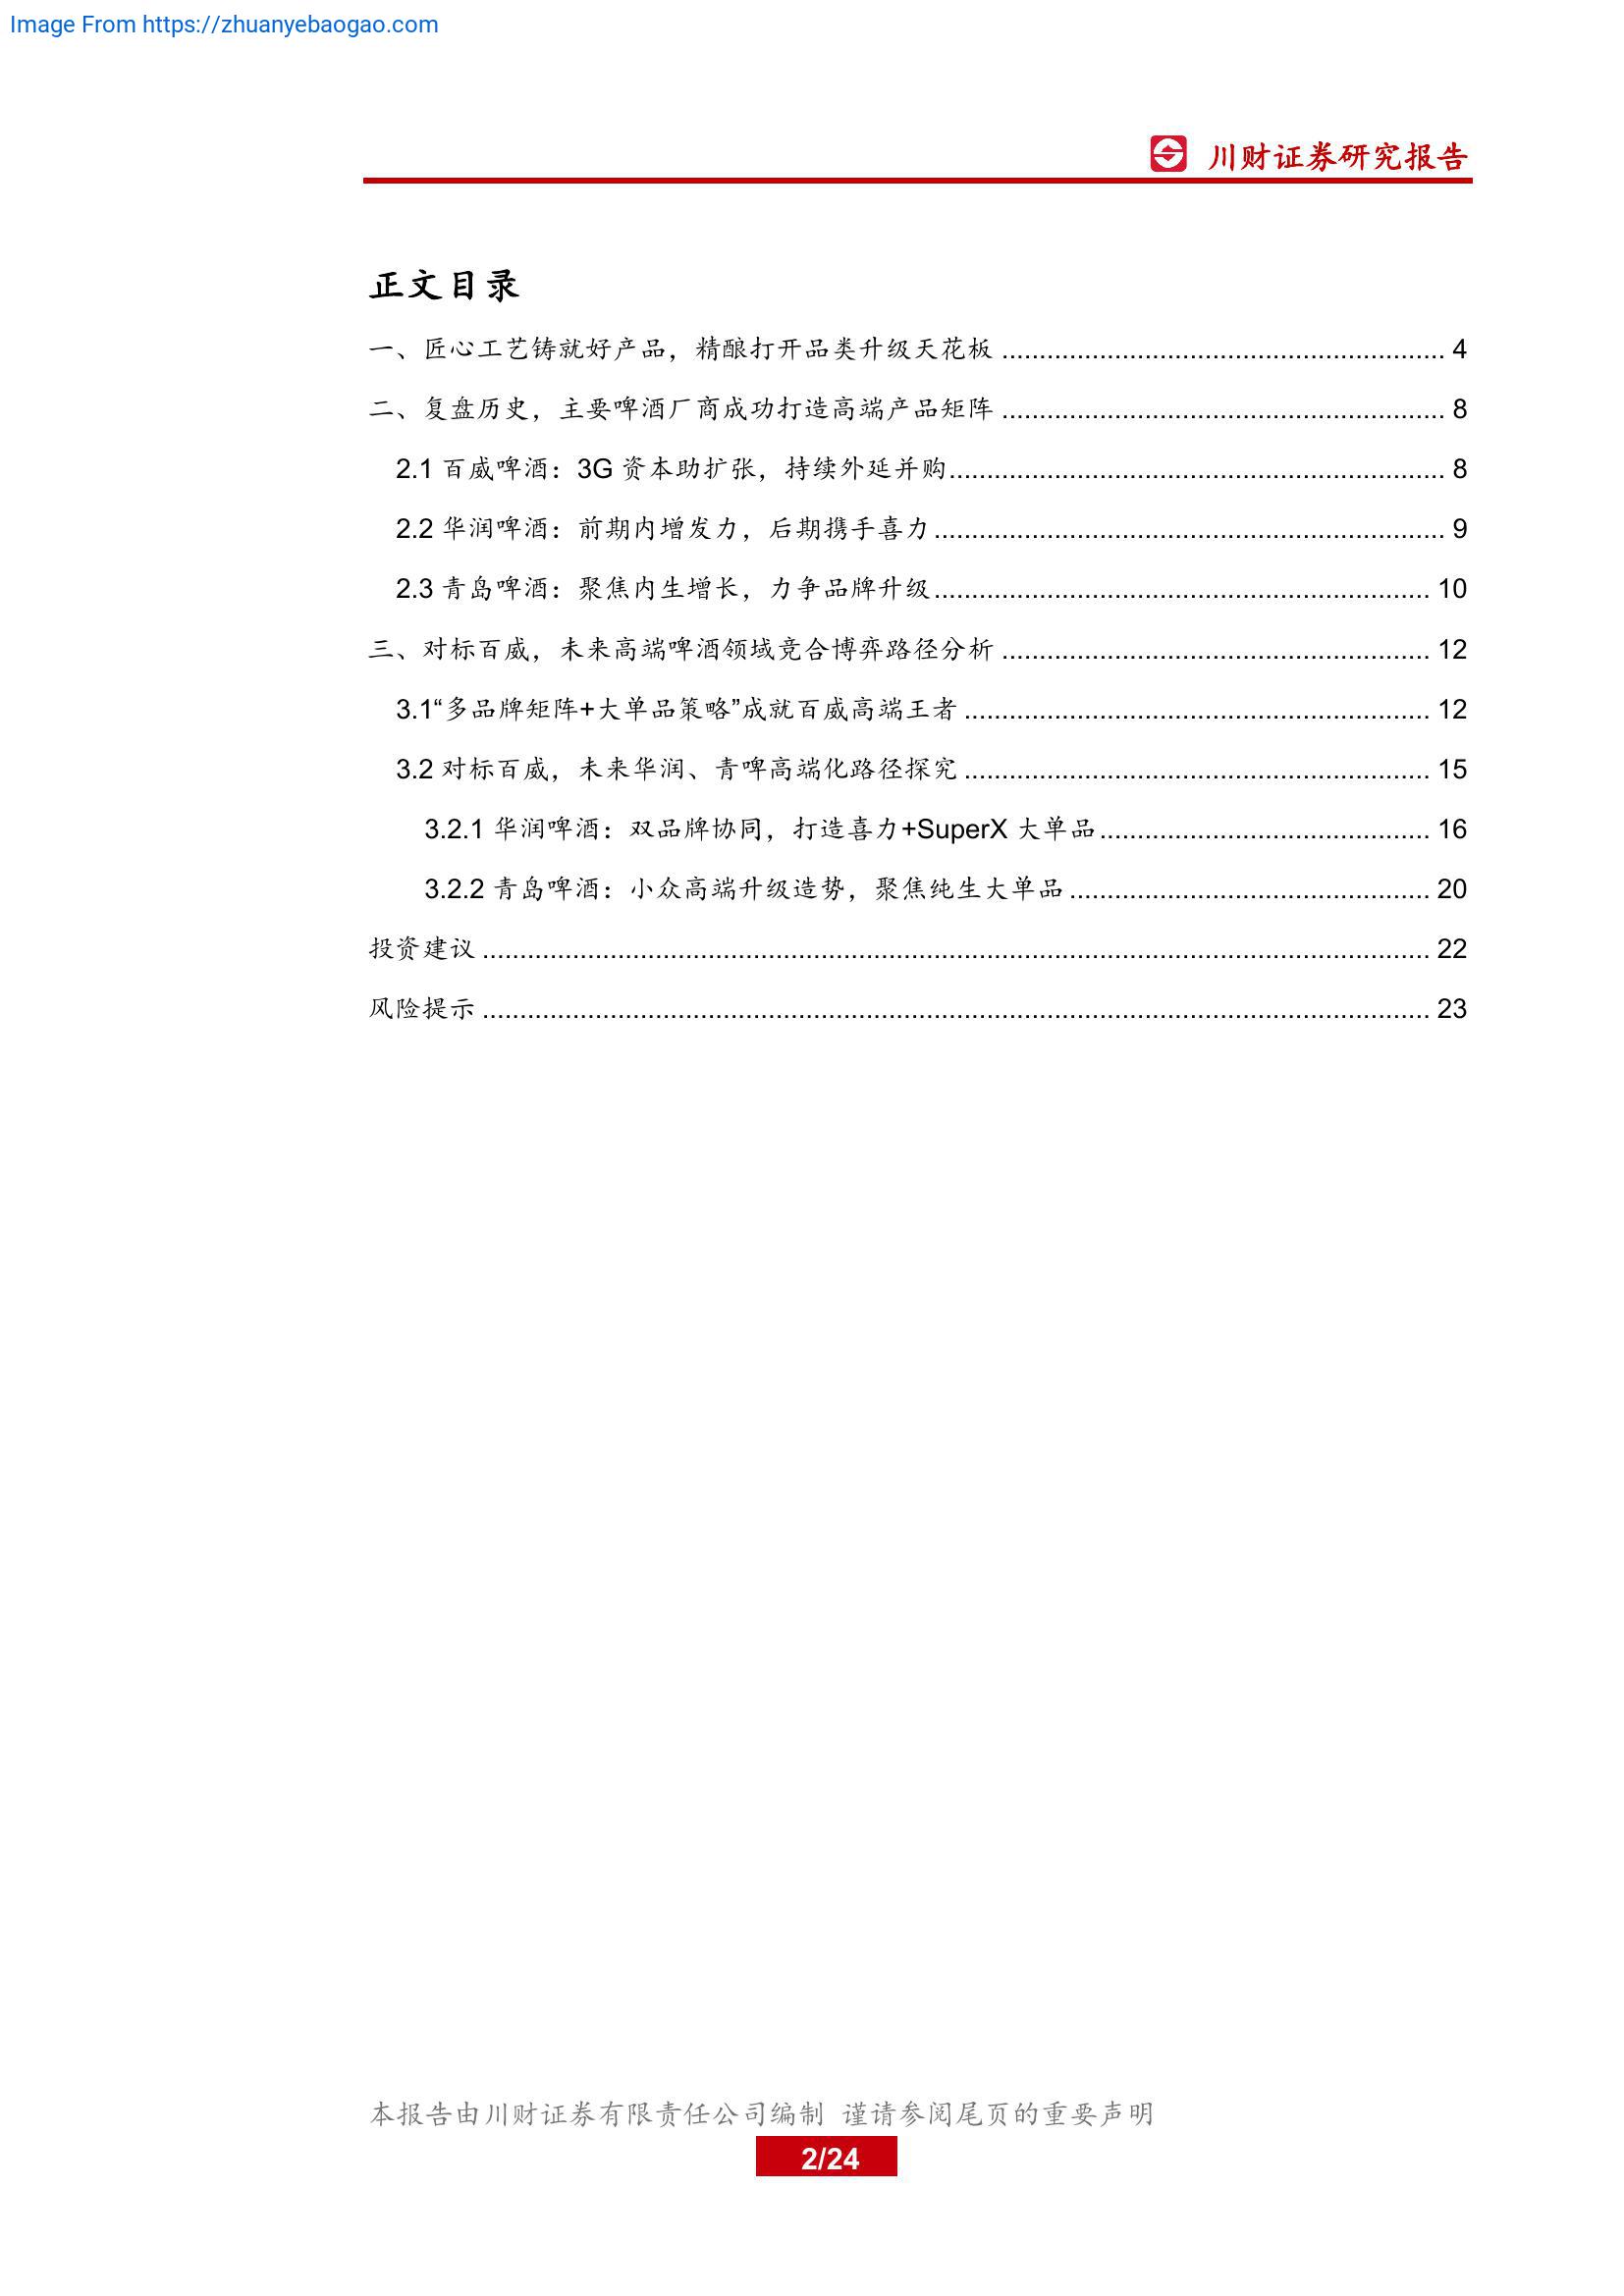 Image From https://zhuanyebaogao.com
川财证券研究报告
正文目录
一、匠心工艺铸就好产品，精酿打开品类升级天花板 ........................................................... 4
二、复盘历史，主要啤酒厂商成功打造高端产品矩阵 ........................................................... 8
2.1 百威啤酒：3G 资本助扩张，持续外延并购.................................................................. 8
2.2 华润啤酒：前期内增发力，后期携手喜力.................................................................... 9
2.3 青岛啤酒：聚焦内生增长，力争品牌升级.................................................................. 10
三、对标百威，未来高端啤酒领域竞合博弈路径分析 ......................................................... 12
3.1“多品牌矩阵+大单品策略”成就百威高端王者 .............................................................. 12
3.2 对标百威，未来华润、青啤高端化路径探究 .............................................................. 15
3.2.1 华润啤酒：双品牌协同，打造喜力+SuperX 大单品............................................ 16
3.2.2 青岛啤酒：小众高端升级造势，聚焦纯生大单品................................................ 20
投资建议 .............................................................................................................................. 22
风险提示 .............................................................................................................................. 23
本报告由川财证券有限责任公司编制 谨请参阅尾页的重要声明
2/24